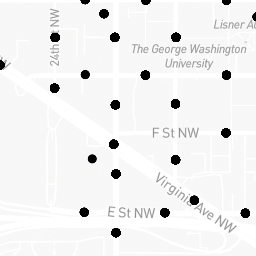 Lisner Au
24th St NW
The George Washington
University
W
F St NW
Virginia Ave NW
E St NW